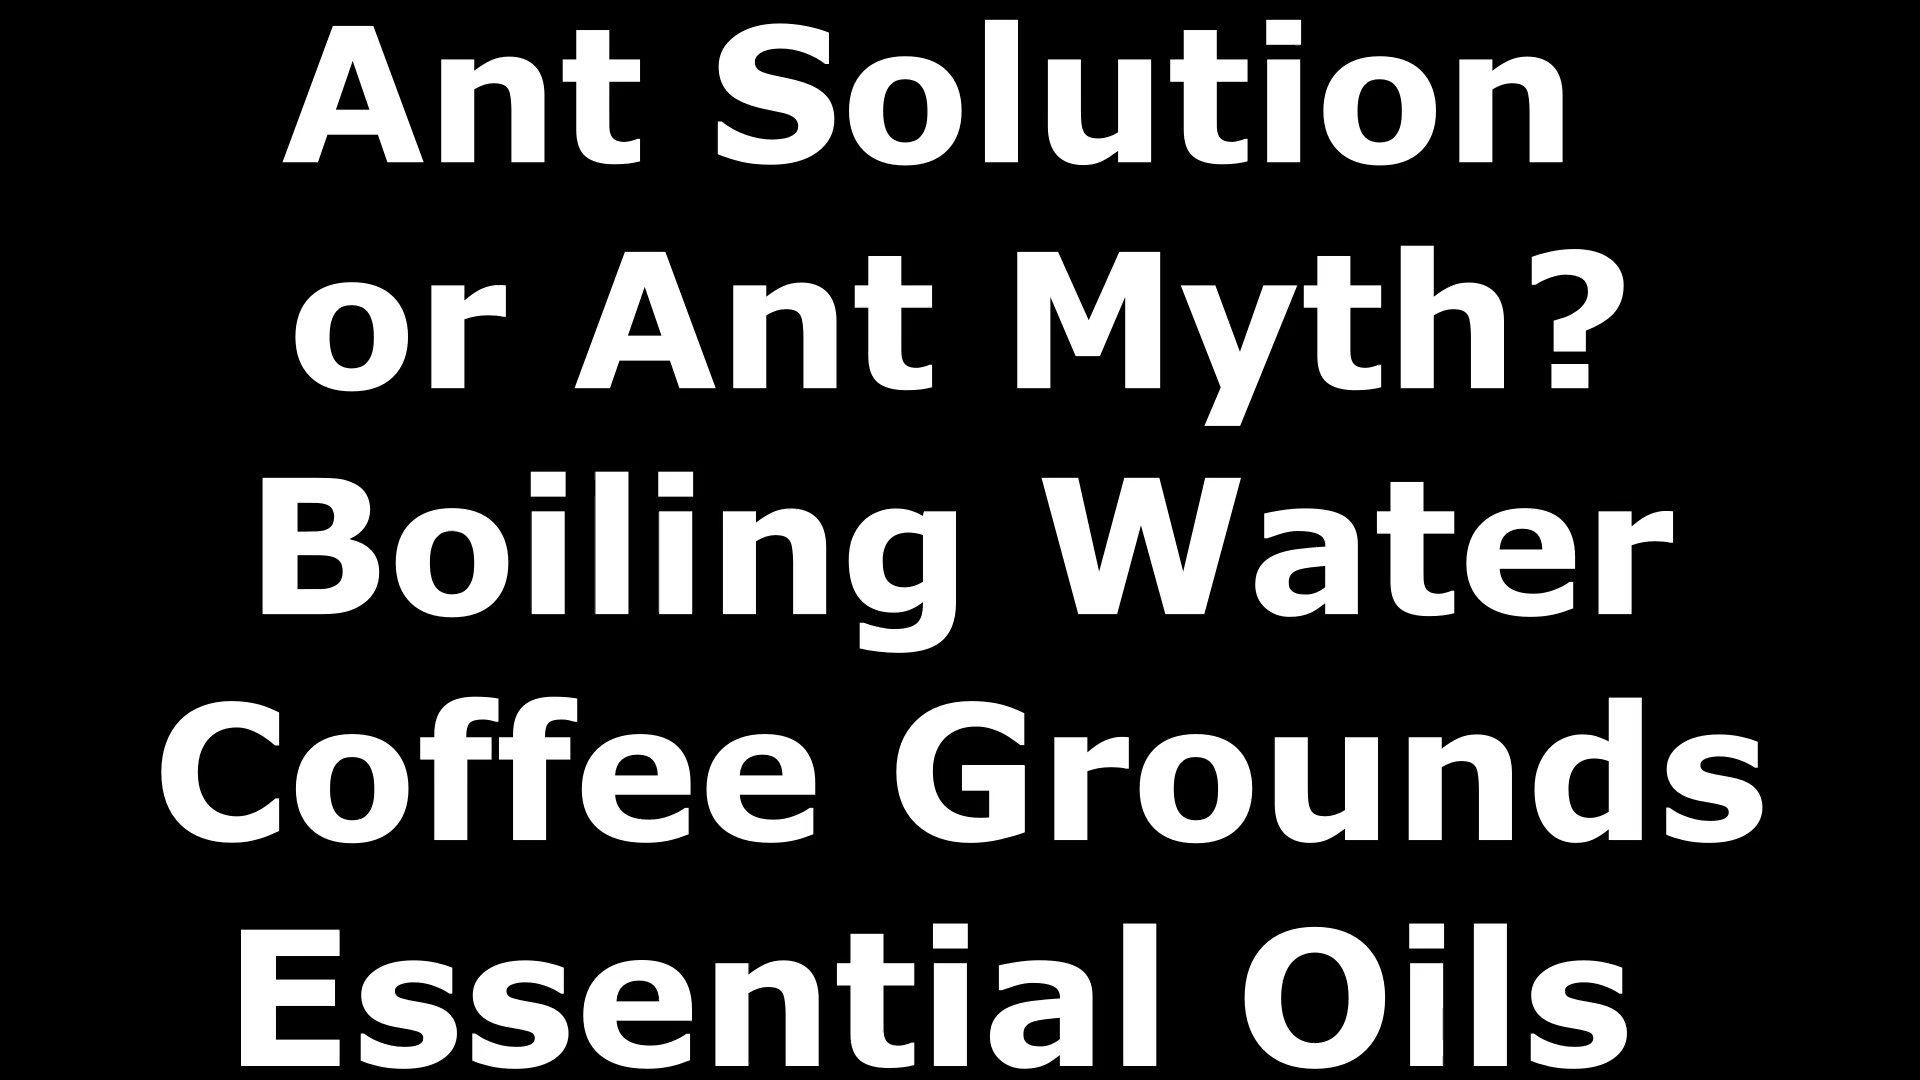 Ant Solution
or Ant Myth?
Boiling Water
Coffee Grounds
Essential Oils